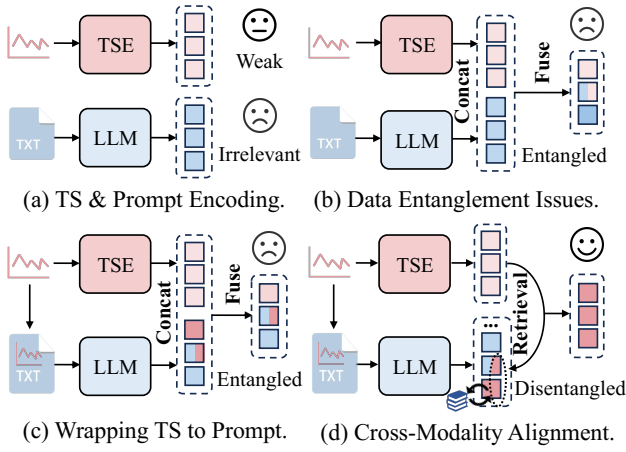 TSE
Weak
TXT
LLM
Irrelevant
(a) TS & Prompt Encoding.
TSE
Concat
Fuse
TXT
LLM
Entangled
(b) Data Entanglement Issues.
TSE
Concat
Fuse
TXT
LLM
Entangled
(c) Wrapping TS to Prompt.
TSE
Retrieval
...
TXT
LLM
Disentangled
(d) Cross-Modality Alignment.